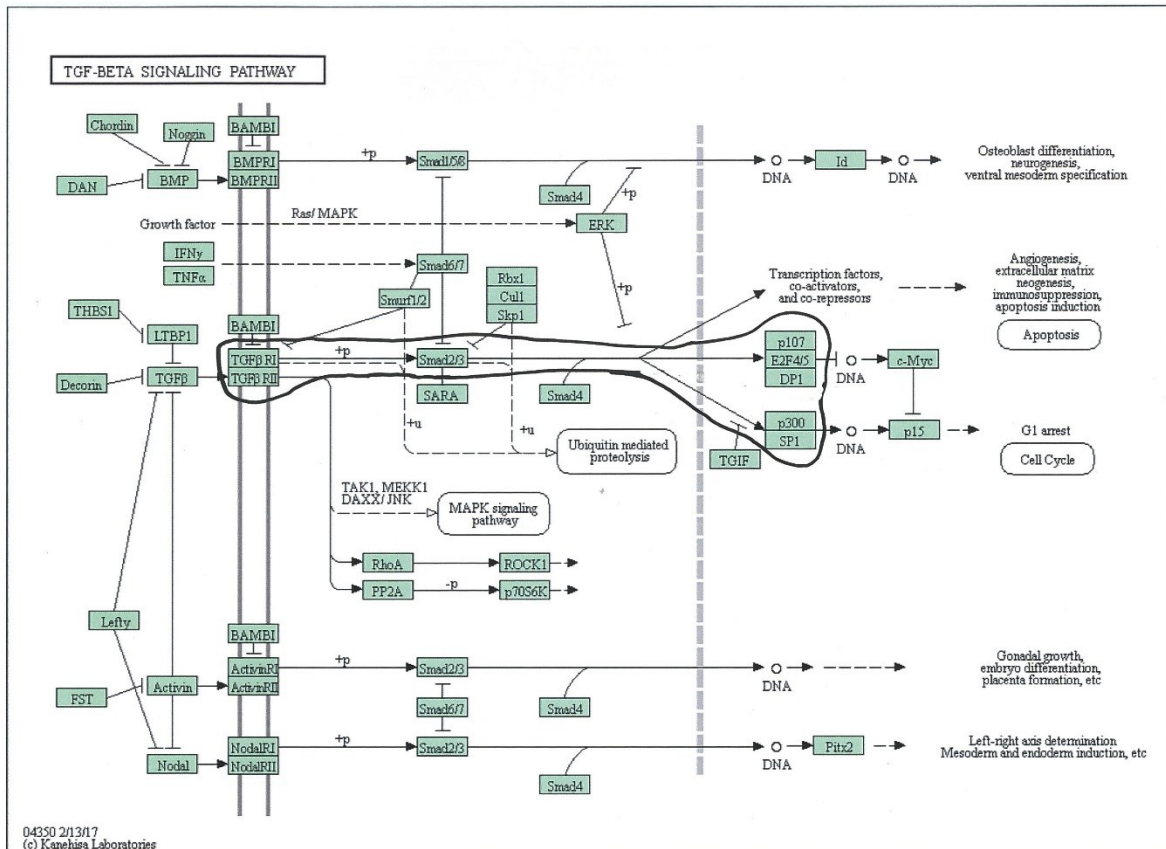 TGF-BETA SIGNALING PATHWAY
Chordin
Noggin
BAMBI
DAN
BMP
BMPRI
BMPRII
+p
Smad1/5/8
Smad4
DNA
Id
DNA
Osteoblast differentiation,
neurogenesis,
ventral mesoderm specification
Growth factor
Ras/ MAPK
ERK
+p
+p
IFNγ
TNFα
Smad6/7
Smurf1/2
Rbx1
Cul1
Skp1
Transcription factors,
co-activators,
and co-repressors
Angiogenesis,
extracellular matrix
neogenesis,
immunosuppression,
apoptosis induction
Apoptosis
THBS1
LTBP1
BAMBI
Decorin
TGFβ
TGFβ RI
TGFβ RII
+p
Smad2/3
SARA
Smad4
p107
E2F4/5
DP1
DNA
c-Myc
p300
SP1
TGIF
DNA
p15
G1 arrest
Cell Cycle
+u
+u
Ubiquitin mediated
proteolysis
TAK1, MEKK1
DAXX/ JNK
MAPK signaling
pathway
RhoA
ROCK1
PP2A
-p
p70S6K
Lefty
BAMBI
FST
Activin
ActivinRI
ActivinRII
+p
Smad2/3
Smad6/7
Smad4
DNA
Gonadal growth,
embryo differentiation,
placenta formation, etc
Nodal
NodalRI
NodalRII
+p
Smad2/3
Smad4
DNA
Pitx2
Left-right axis determination
Mesoderm and endoderm induction, etc
04350 2/13/17
(c) Kanehisa Laboratories